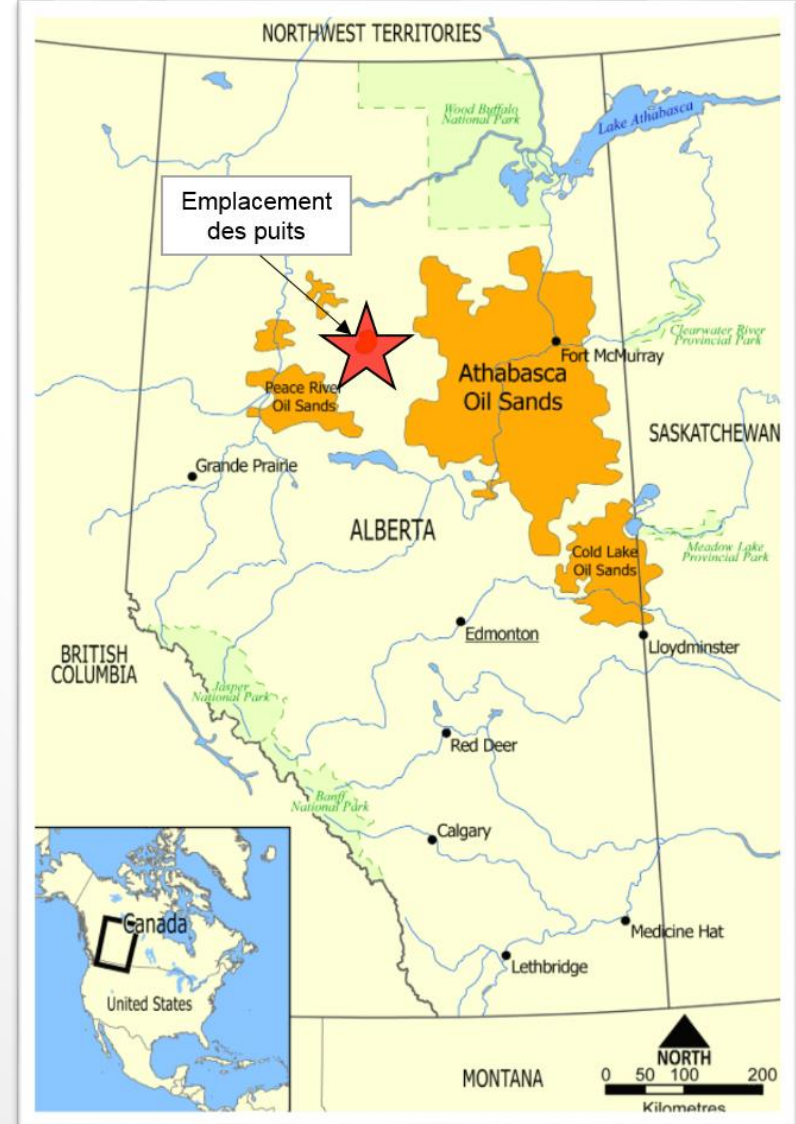 NORTHWEST TERRITORIES
Wood Buffalo
National Park
Lake Athabasca
Emplacement
des puits
Clearwater River
Provincial Park
Fort McMurray
Athabasca
Oil Sands
Peace River
Oil Sands
SASKATCHEWAN
Grande Prairie
ALBERTA
Cold Lake
Oil Sands
Meadow Lake
Provincial Park
Edmonton
Lloydminster
BRITISH
COLUMBIA
Jasper
National Park
Red Deer
Banff
National Park
Calgary
Medicine Hat
Lethbridge
Canada
United States
MONTANA
NORTH
0 50 100 200
Kilometres